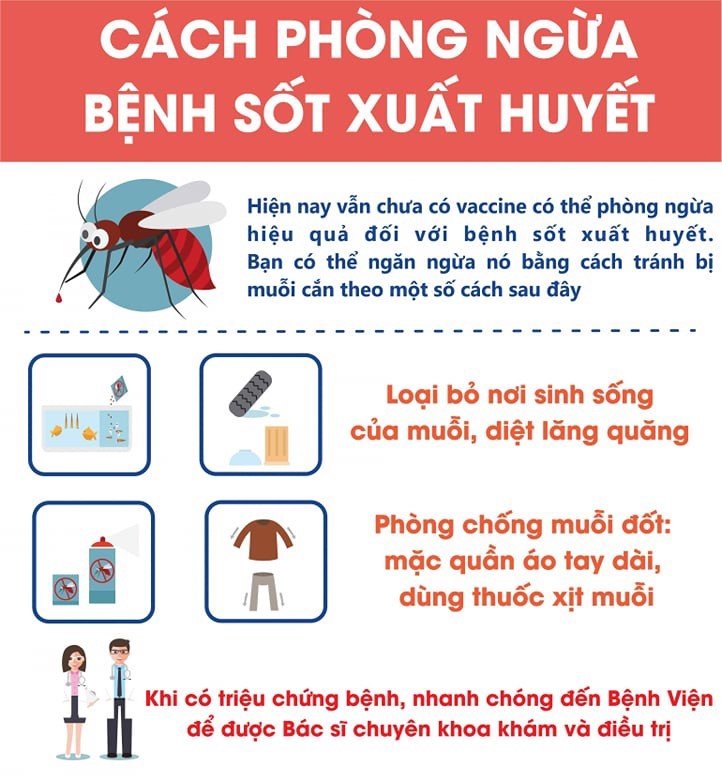 CÁCH PHÒNG NGỪA
BỆNH SỐT XUẤT HUYẾT
Hiện nay vẫn chưa có vaccine có thể phòng ngừa
hiệu quả đối với bệnh sốt xuất huyết.
Bạn có thể ngăn ngừa nó bằng cách tránh bị
muỗi cắn theo một số cách sau đây
Loại bỏ nơi sinh sống
của muỗi, diệt lăng quăng
Phòng chống muỗi đốt:
mặc quần áo tay dài,
dùng thuốc xịt muỗi
Khi có triệu chứng bệnh, nhanh chóng đến Bệnh Viện
để được Bác sĩ chuyên khoa khám và điều trị